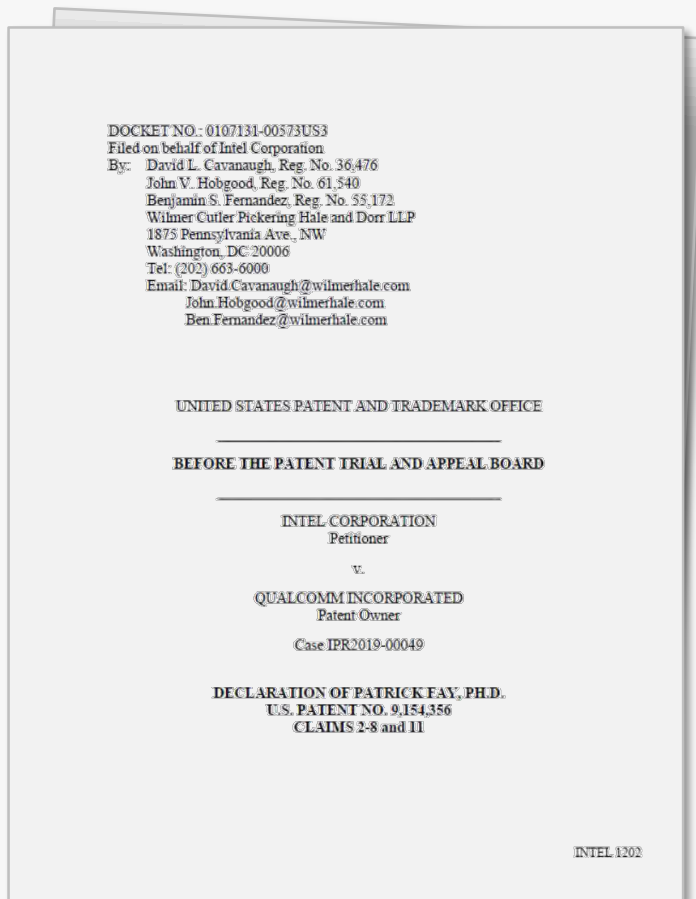 DOCKET NO.: 0107131-00573US3
Filed on behalf of Intel Corporation
By: David L. Cavanaugh, Reg. No. 36,476
John V. Hobgood, Reg. No. 61,540
Benjamin S. Fernandez, Reg. No. 55,172
Wilmer Cutler Pickering Hale and Dorr LLP
1875 Pennsylvania Ave., NW
Washington, DC 20006
Tel: (202) 663-6000
Email: David.Cavanaugh@wilmerhale.com
John.Hobgood@wilmerhale.com
Ben.Fernandez@wilmerhale.com
UNITED STATES PATENT AND TRADEMARK OFFICE
BEFORE THE PATENT TRIAL AND APPEAL BOARD
INTEL CORPORATION
Petitioner
v.
QUALCOMM INCORPORATED
Patent Owner
Case IPR2019-00049
DECLARATION OF PATRICK FAY, PH.D.
U.S. PATENT NO. 9,154,356
CLAIMS 2-8 and 11
INTEL 1202